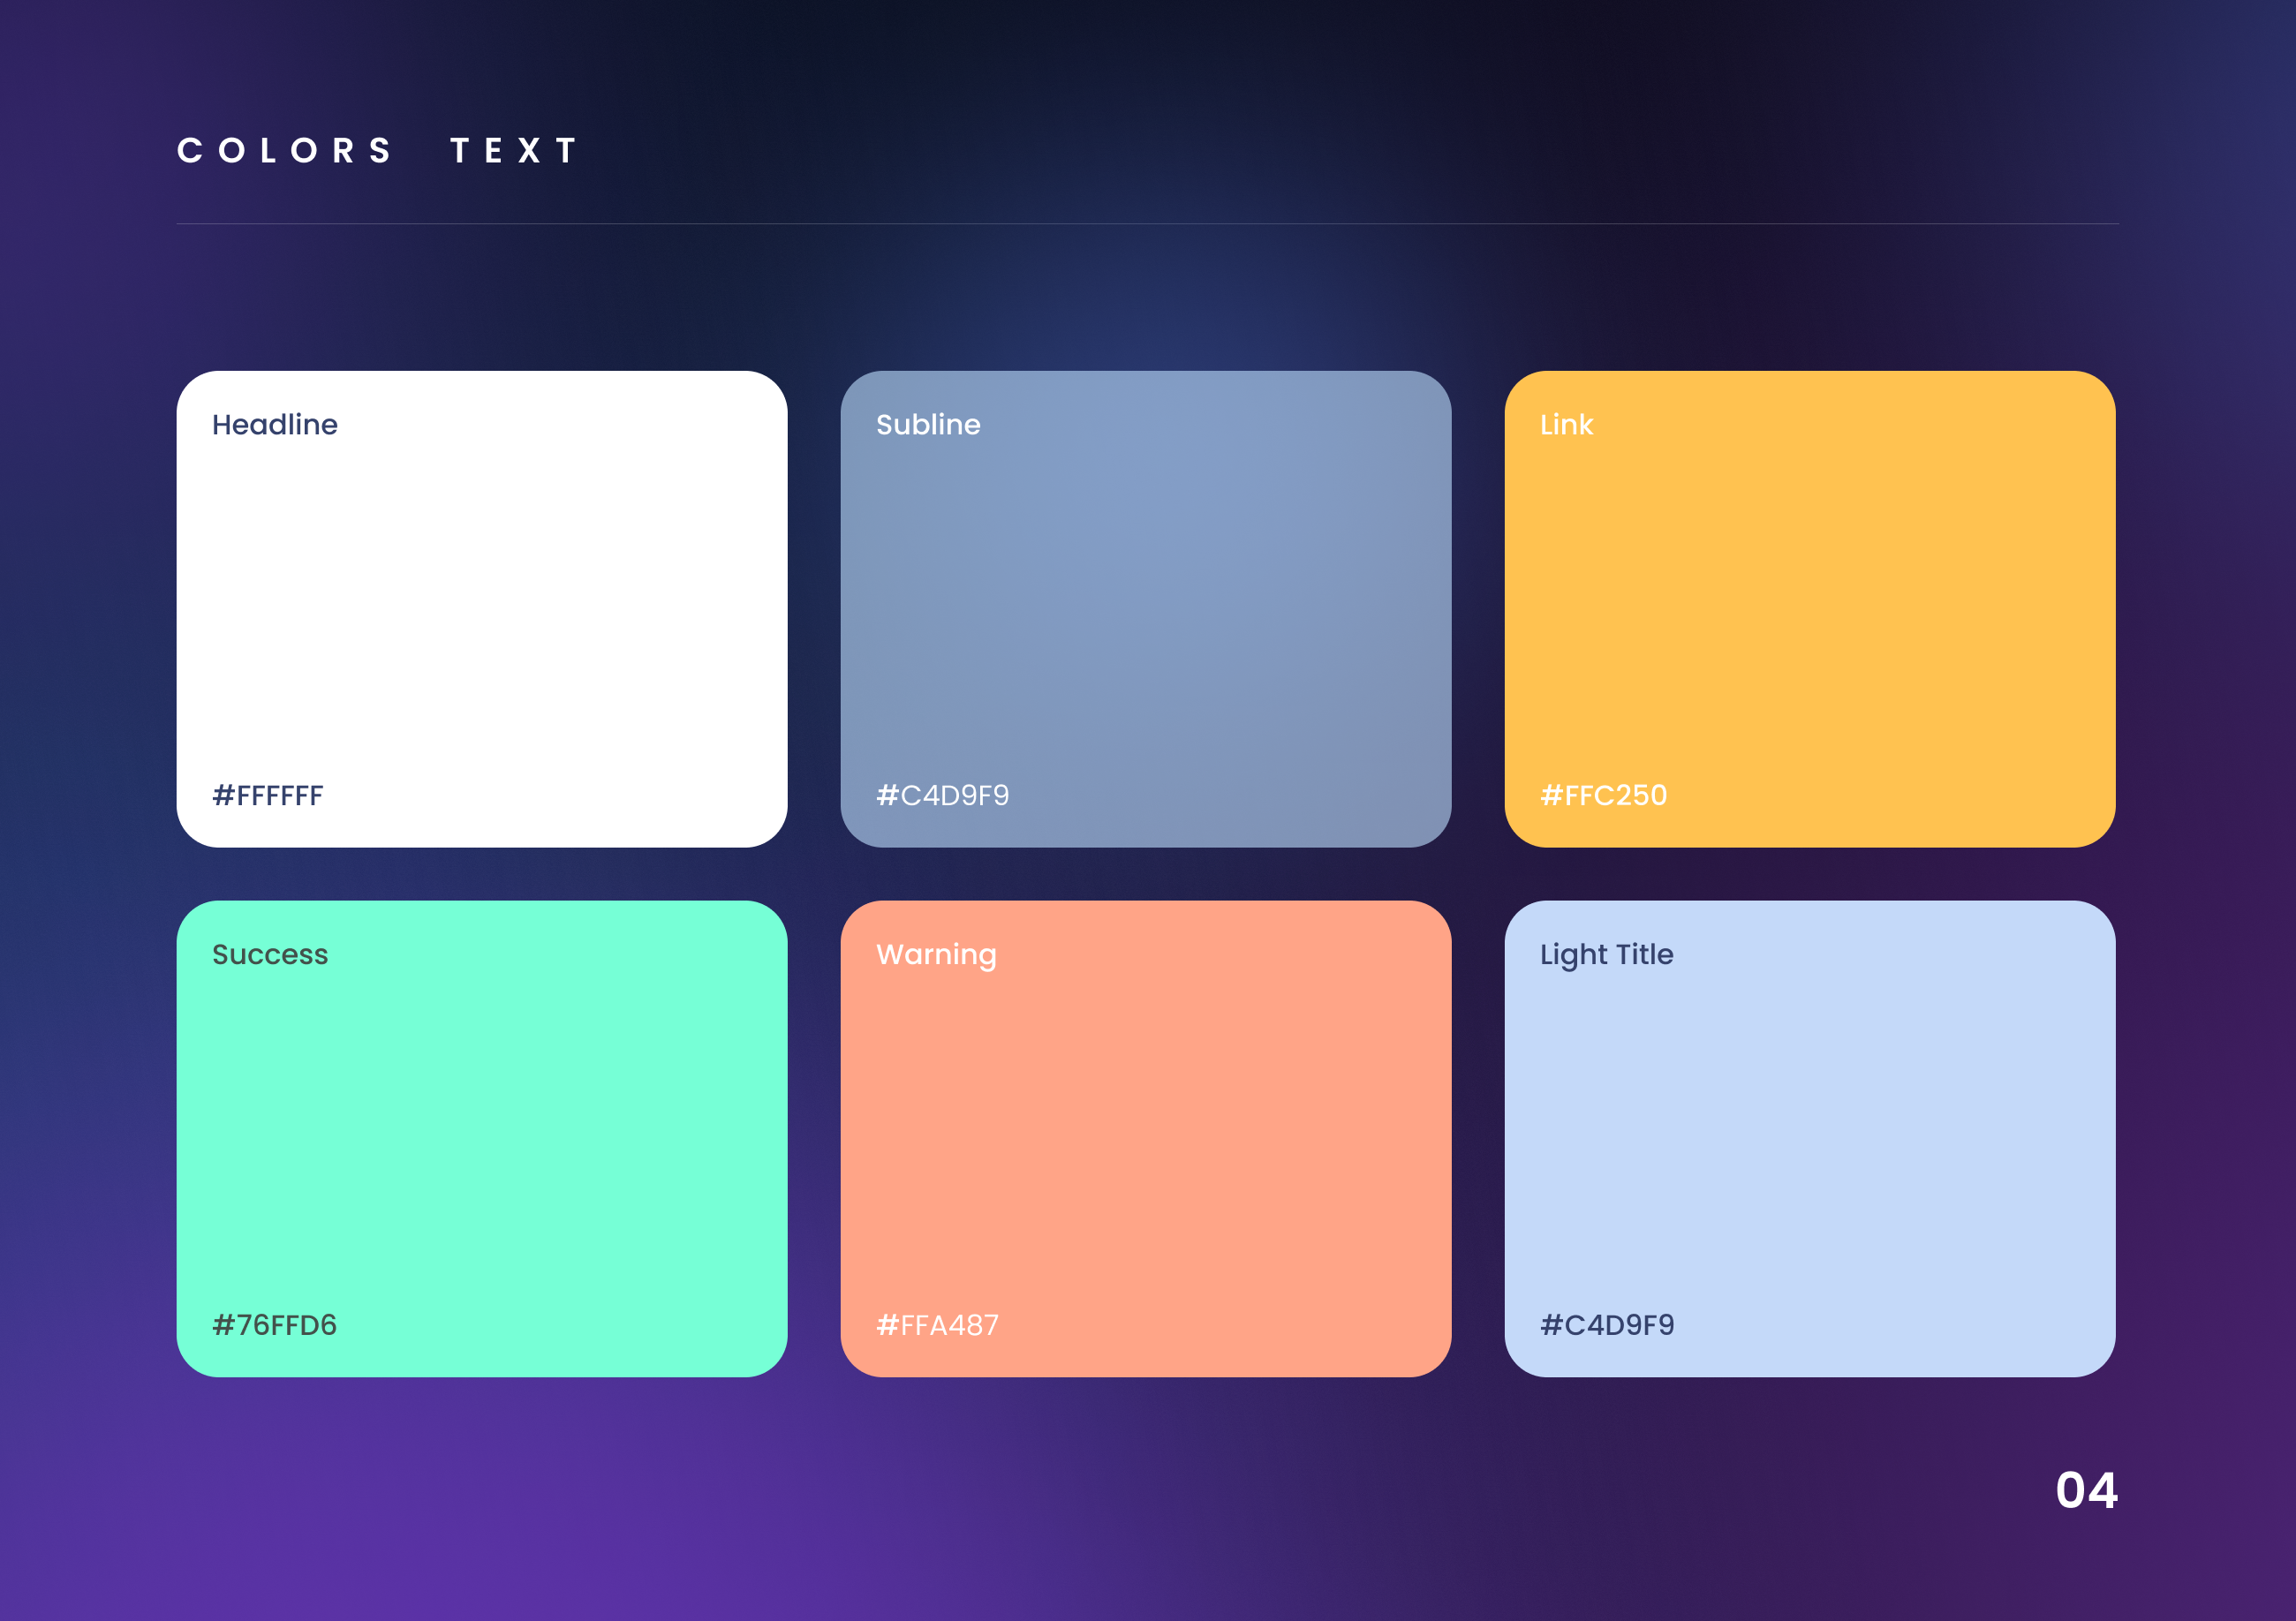 COLORS TEXT
Headline
#FFFFFF
Subline
#C4D9F9
Link
#FFC250
Success
#76FFD6
Warning
#FFA487
Light Title
#C4D9F9
04